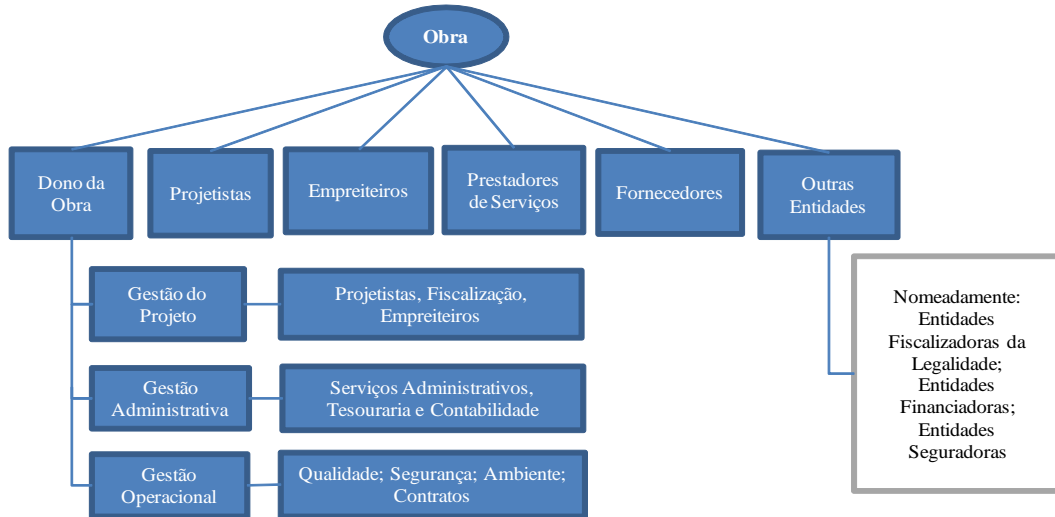 Obra
Dono da
Obra
Projetistas
Empreiteiros
Prestadores
de Serviços
Fornecedores
Outras
Entidades
Gestão do
Projeto
Projetistas, Fiscalização,
Empreiteiros
Gestão
Administrativa
Serviços Administrativos,
Tesouraria e Contabilidade
Gestão
Operacional
Qualidade; Segurança; Ambiente;
Contratos
Nomeadamente:
Entidades
Fiscalizadoras da
Legalidade;
Entidades
Financiadoras;
Entidades
Seguradoras